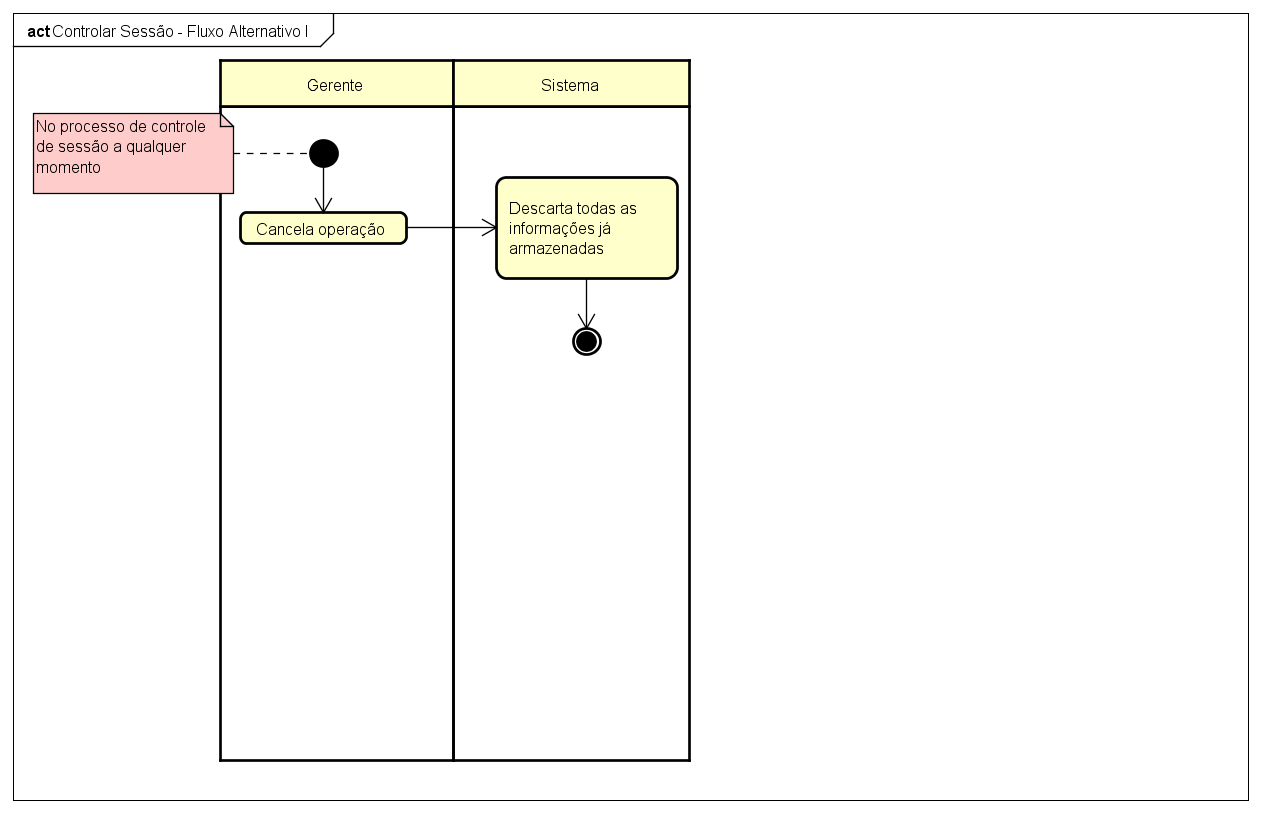 act Controlar Sessão - Fluxo Alternativo I
Gerente
Sistema
No processo de controle
de sessão a qualquer
momento
Cancela operação
Descarta todas as
informações já
armazenadas